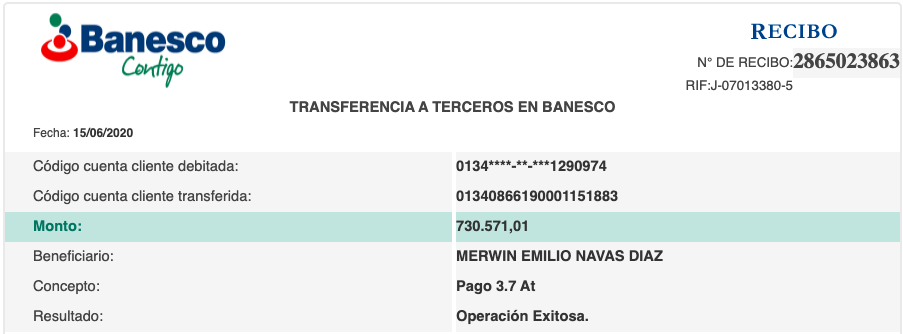 Banesco
Contigo
RECIBO
N° DE RECIBO:2865023863
RIF:J-07013380-5
TRANSFERENCIA A TERCEROS EN BANESCO
Fecha: 15/06/2020
Código cuenta cliente debitada: 0134****-**-***1290974
Código cuenta cliente transferida: 01340866190001151883
Monto: 730.571,01
Beneficiario: MERWIN EMILIO NAVAS DIAZ
Concepto: Pago 3.7 At
Resultado: Operación Exitosa.